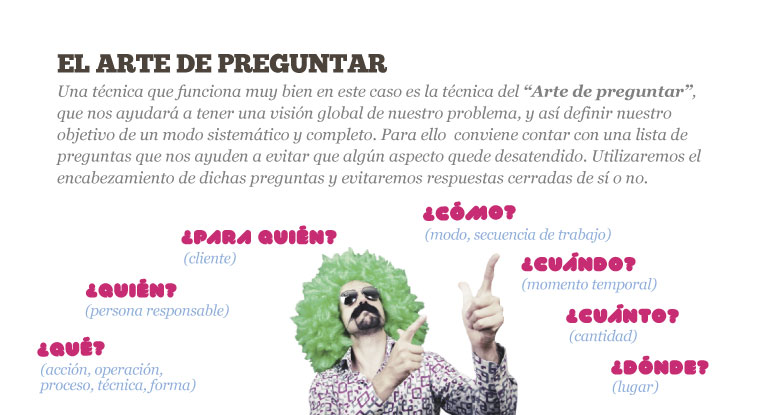 EL ARTE DE PREGUNTAR
Una técnica que funciona muy bien en este caso es la técnica del “Arte de preguntar”,
que nos ayudará a tener una visión global de nuestro problema, y así definir nuestro
objetivo de un modo sistemático y completo. Para ello conviene contar con una lista de
preguntas que nos ayuden a evitar que algún aspecto quede desatendido. Utilizaremos el
encabezamiento de dichas preguntas y evitaremos respuestas cerradas de sí o no.
¿QUÉ?
(acción, operación,
proceso, técnica, forma)
¿QUIÉN?
(persona responsable)
¿PARA QUIÉN?
(cliente)
¿CÓMO?
(modo, secuencia de trabajo)
¿CUÁNDO?
(momento temporal)
¿CUÁNTO?
(cantidad)
¿DÓNDE?
(lugar)